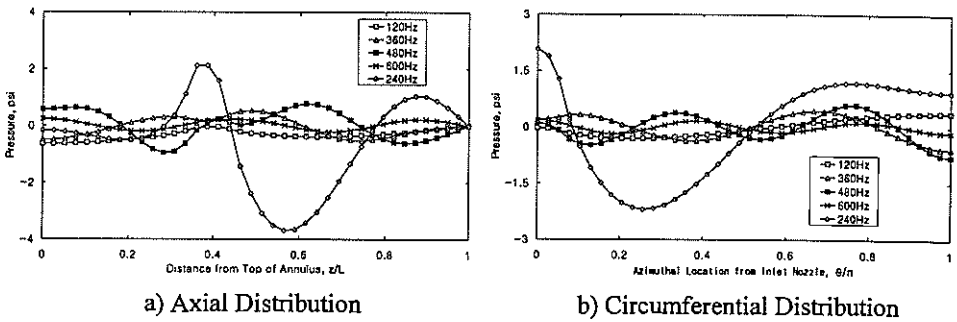 4
2
0
-2
-4
Pressure, psi
120Hz
360Hz
480Hz
600Hz
240Hz
0 0.2 0.4 0.6 0.8 1
Distance from Top of Annulus, z/L
a) Axial Distribution
3
1.5
0
-1.5
-3
Pressure, psi
120Hz
360Hz
480Hz
600Hz
240Hz
0 0.2 0.4 0.6 0.8 1
Azimuthal Location from Inlet Nozzle, θ/π
b) Circumferential Distribution